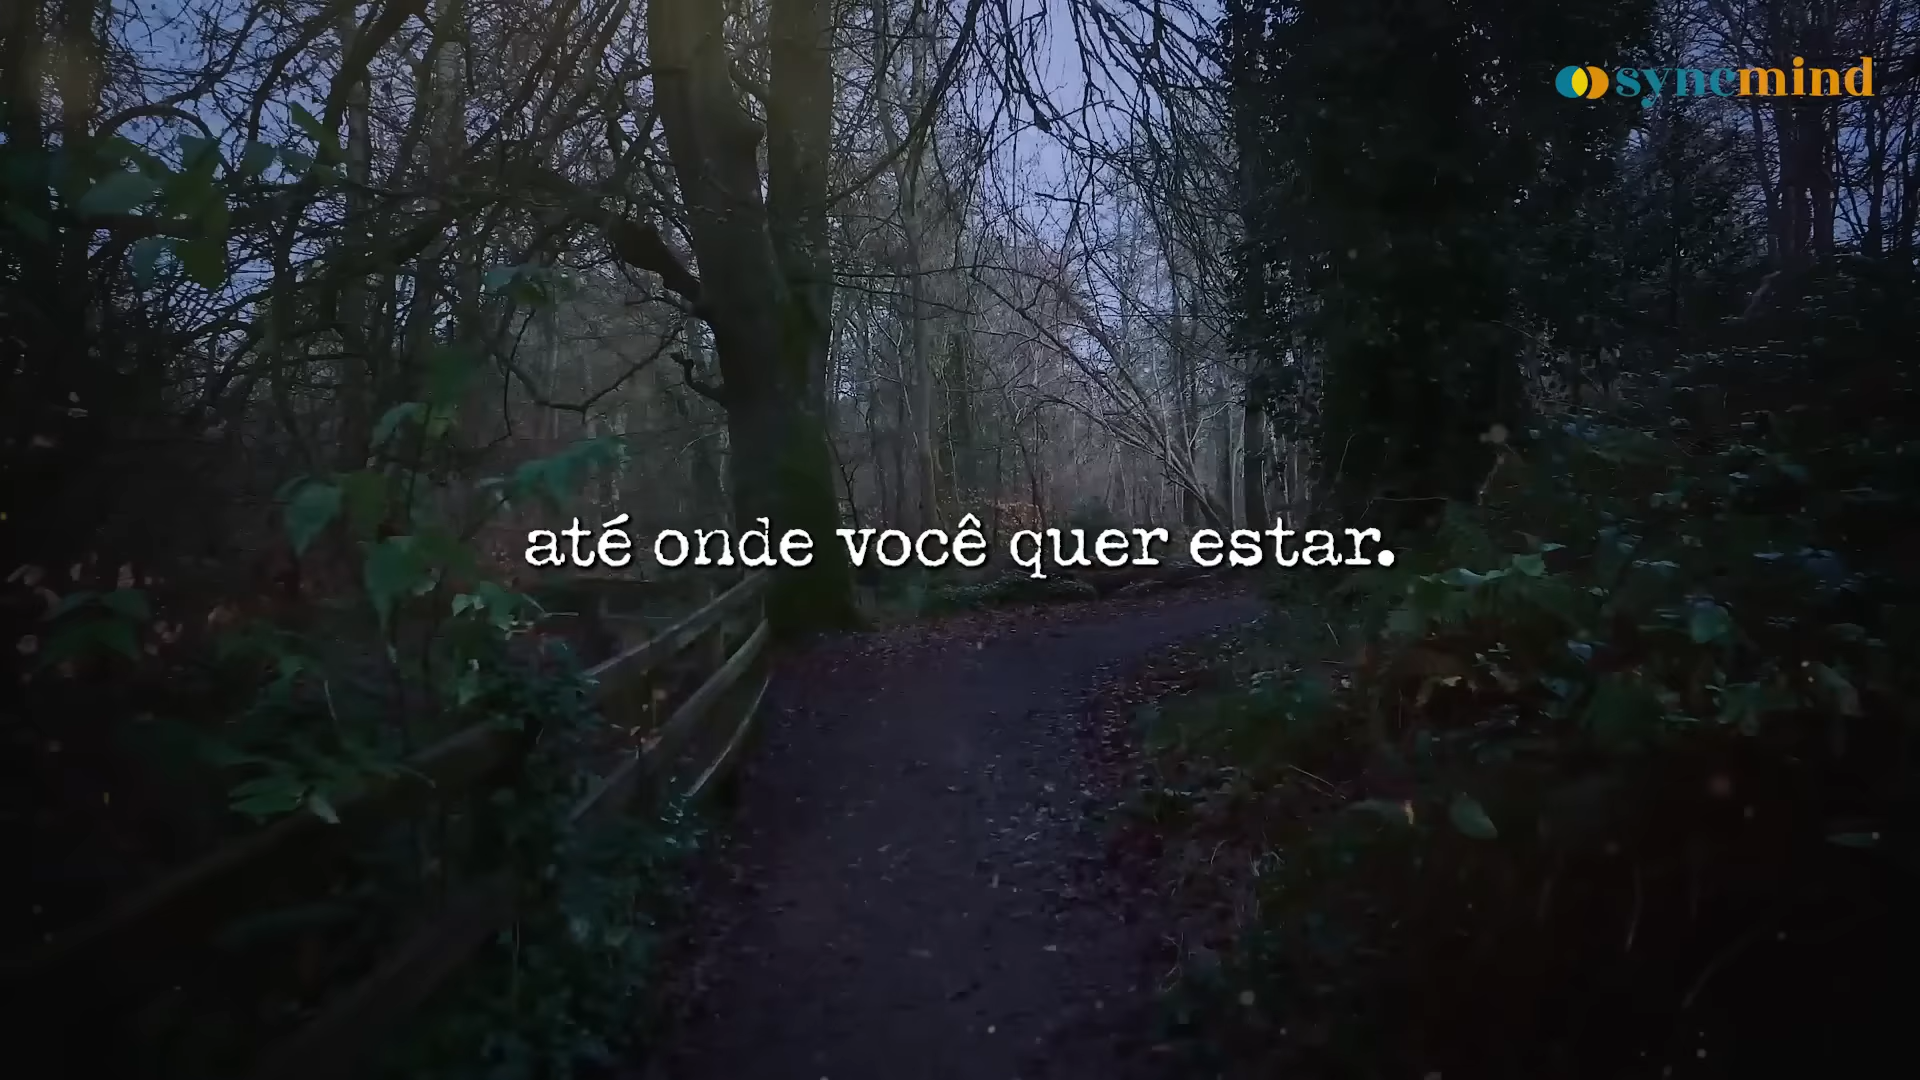 syncmind
até onde você quer estar.